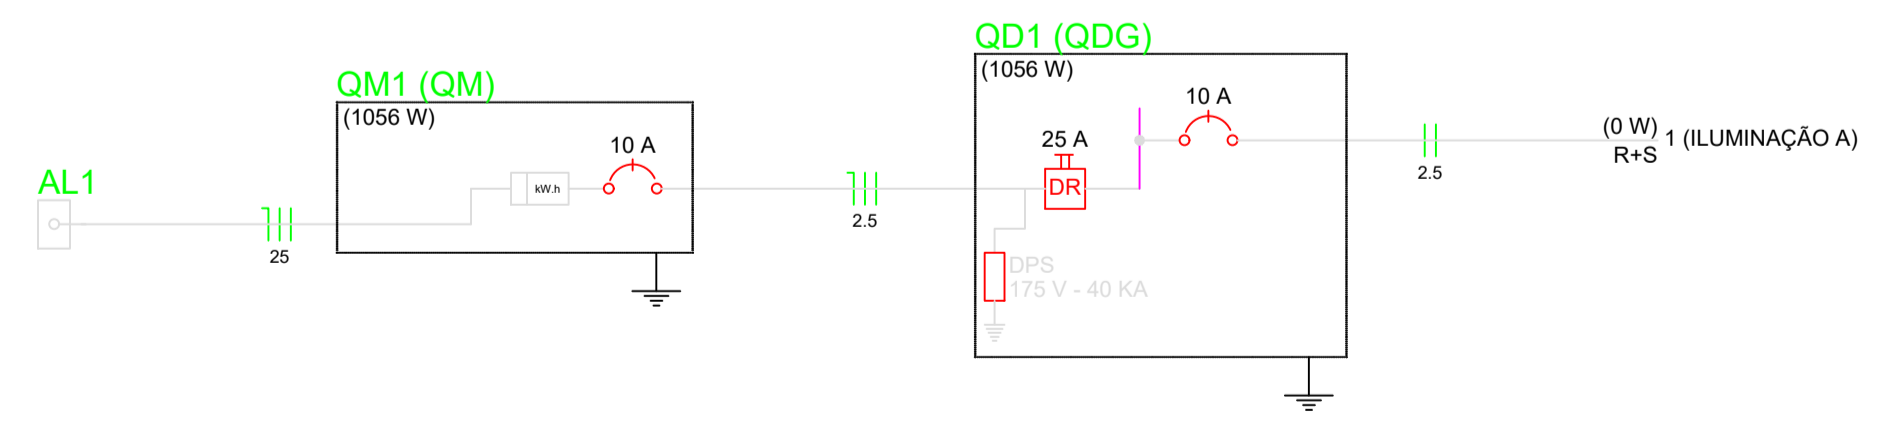 AL1
25
QM1 (QM)
(1056 W)
kW.h
10 A
2.5
QD1 (QDG)
(1056 W)
25 A
DR
DPS
175 V - 40 KA
10 A
2.5
(0 W)
R+S
1 (ILUMINAÇÃO A)